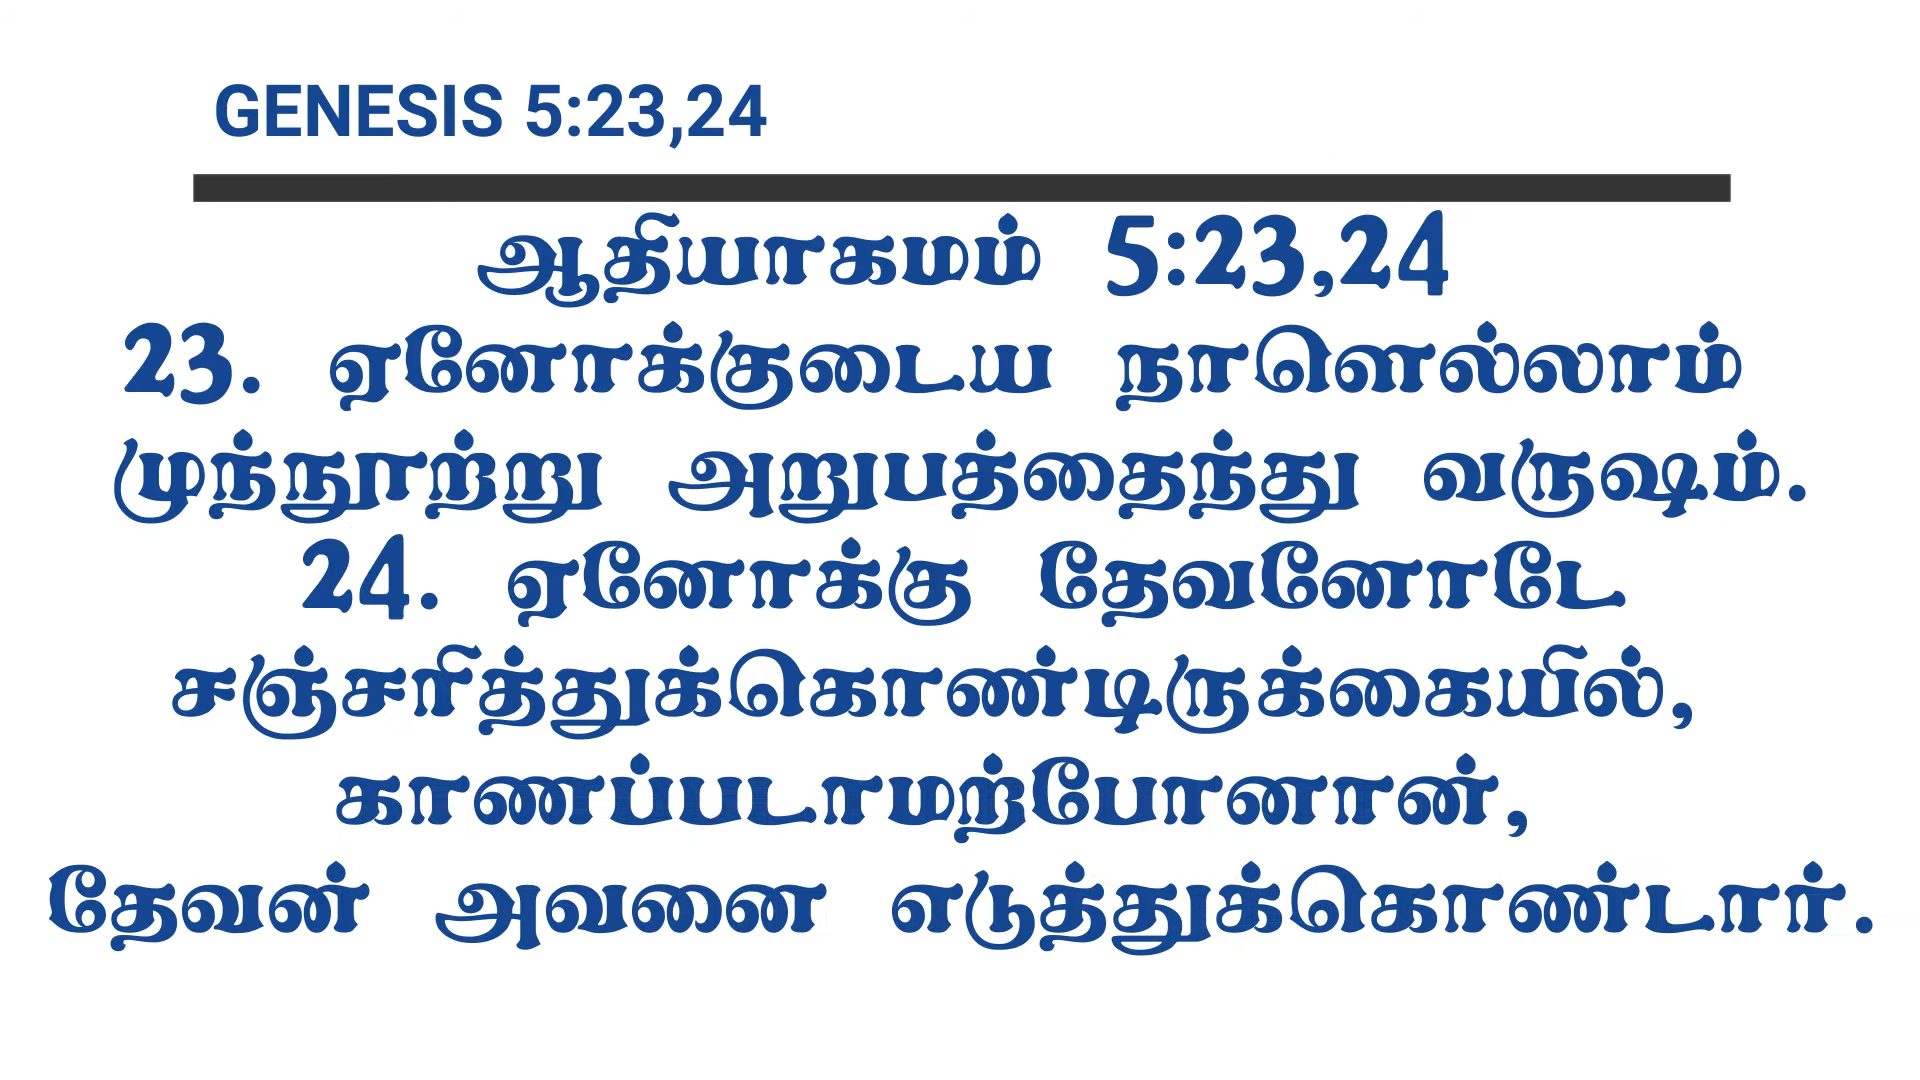 GENESIS 5:23,24
ஆதியாகமம் 5:23,24
23. ஏனோக்குடைய நாளெல்லாம்
முந்நூற்று அறுபத்தைந்து வருஷம்.
24. ஏனோக்கு தேவனோடே
சஞ்சரித்துக்கொண்டிருக்கையில்,
காணப்படாமற்போனான்,
தேவன் அவனை எடுத்துக்கொண்டார்.